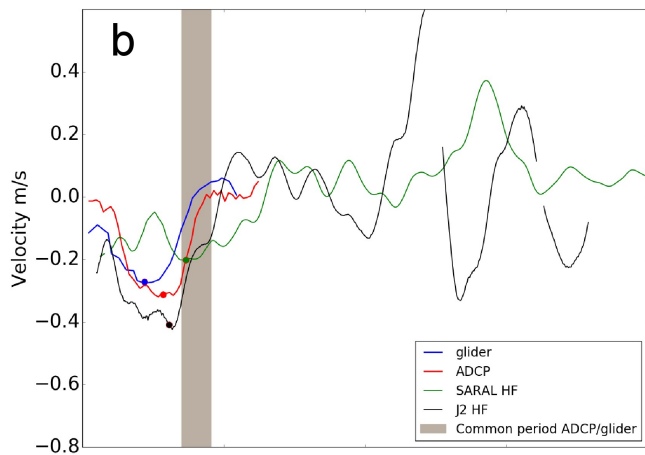 b
0.4
0.2
0.0
−0.2
−0.4
−0.6
−0.8
Velocity m/s
glider
ADCP
SARAL HF
J2 HF
Common period ADCP/glider